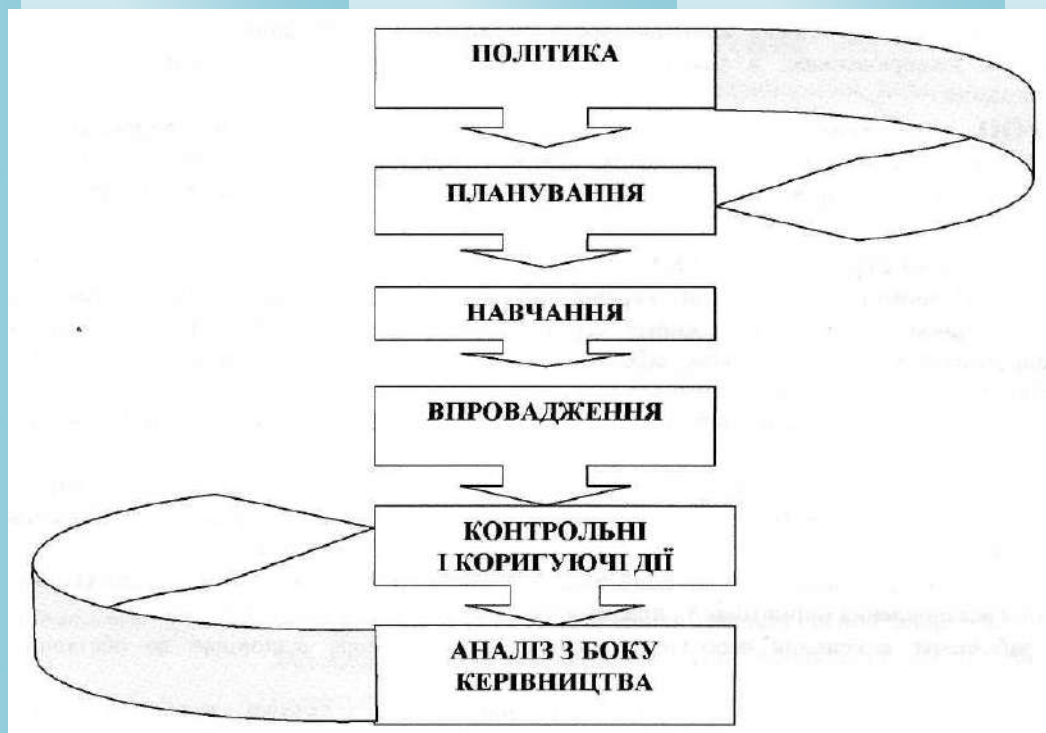 ПОЛІТИКА
ПЛАНУВАННЯ
НАВЧАННЯ
ВПРОВАДЖЕННЯ
КОНТРОЛЬНІ
І КОРИГУЮЧІ ДІЇ
АНАЛІЗ З БОКУ
КЕРІВНИЦТВА